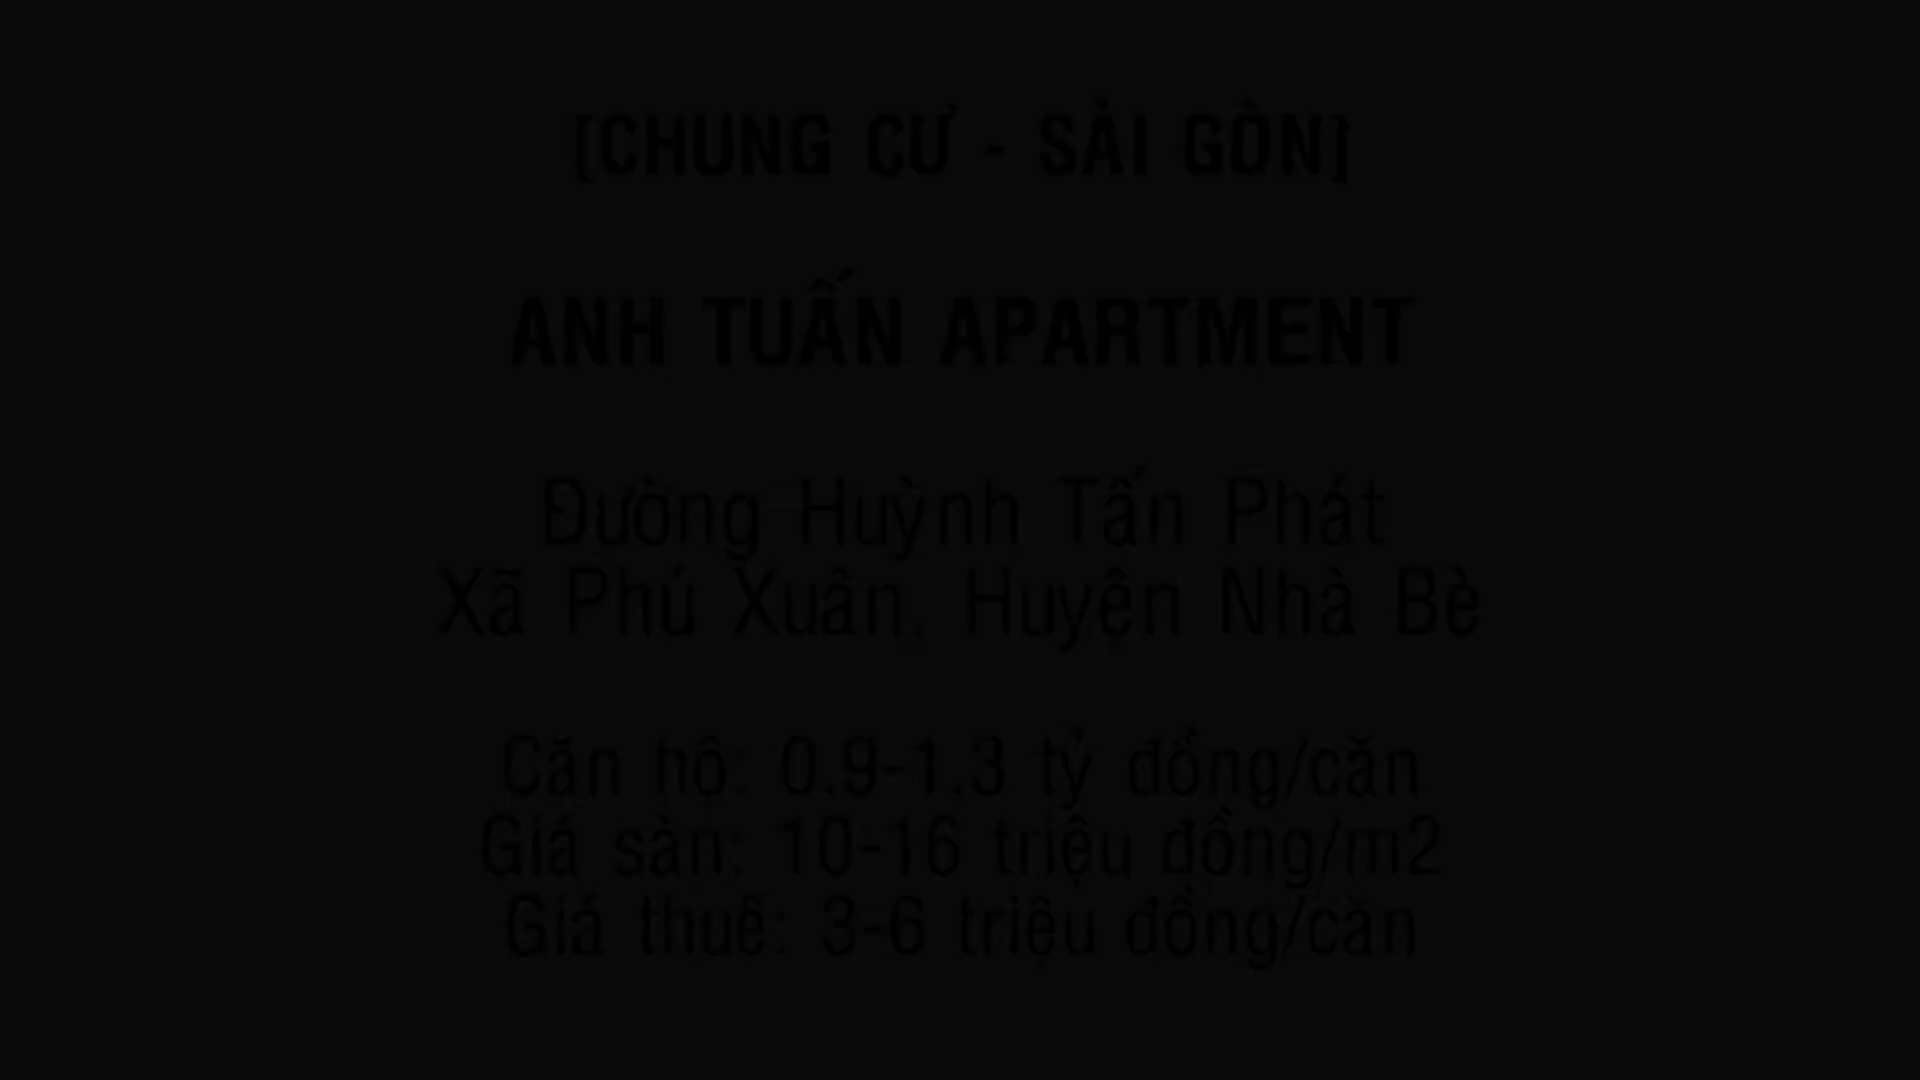 [CHUNG CƯ - SÀI GÒN]
ANH TUẤN APARTMENT
Đường Huỳnh Tấn Phát
Xã Phú Xuân, Huyện Nhà Bè
Căn hộ: 0.9-1.3 tỷ đồng/căn
Giá sàn: 10-16 triệu đồng/m2
Giá thuê: 3-6 triệu đồng/căn